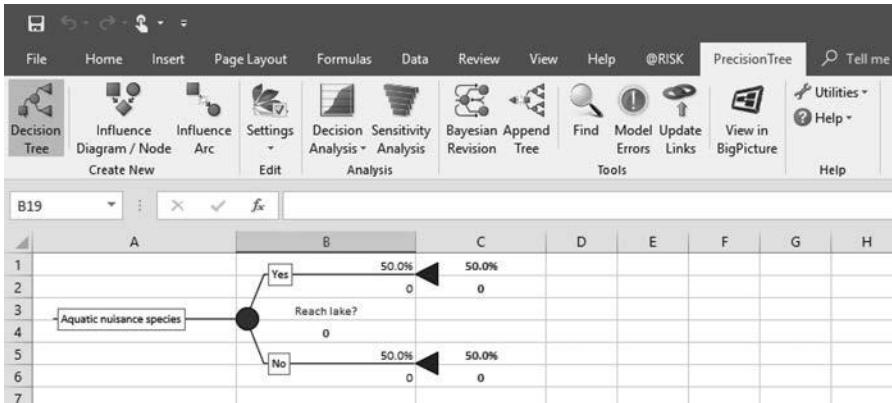 File Home Insert Page Layout Formulas Data Review View Help @RISK PrecisionTree Tell me
Decision Tree
Influence Diagram / Node
Influence Arc
Create New
Settings
Edit
Decision Analysis
Sensitivity Analysis
Analysis
Bayesian Revision
Append Tree
Find
Model Errors
Update Links
Tools
View in BigPicture
Utilities
Help
Help
B19 fx
A B C D E F G H
1 Yes 50.0% 50.0%
2 0 0
3 Aquatic nuisance species Reach lake?
4 0
5 No 50.0% 50.0%
6 0 0
7